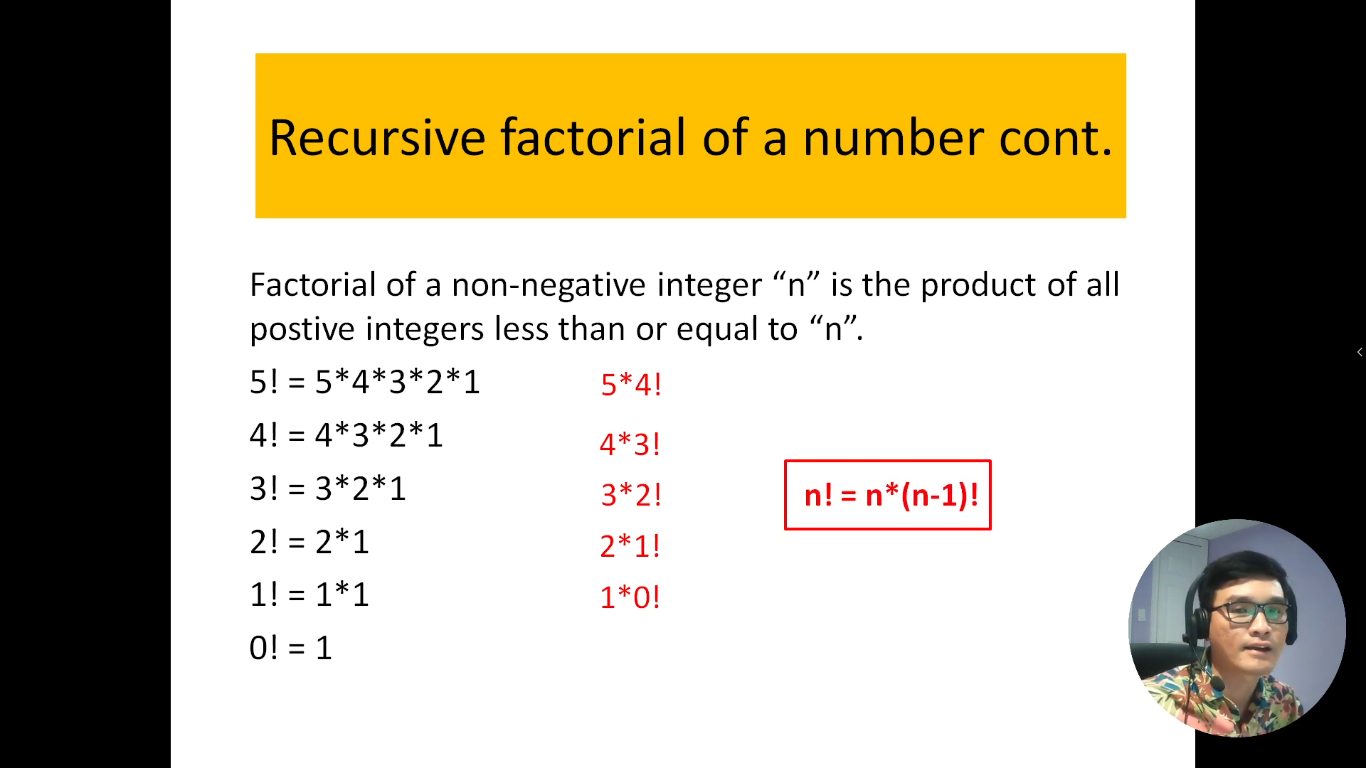 Recursive factorial of a number cont.
Factorial of a non-negative integer “n” is the product of all
postive integers less than or equal to “n”.
5! = 5*4*3*2*1
5*4!
4! = 4*3*2*1
4*3!
3! = 3*2*1
3*2!
n! = n*(n-1)!
2! = 2*1
2*1!
1! = 1*1
1*0!
0! = 1